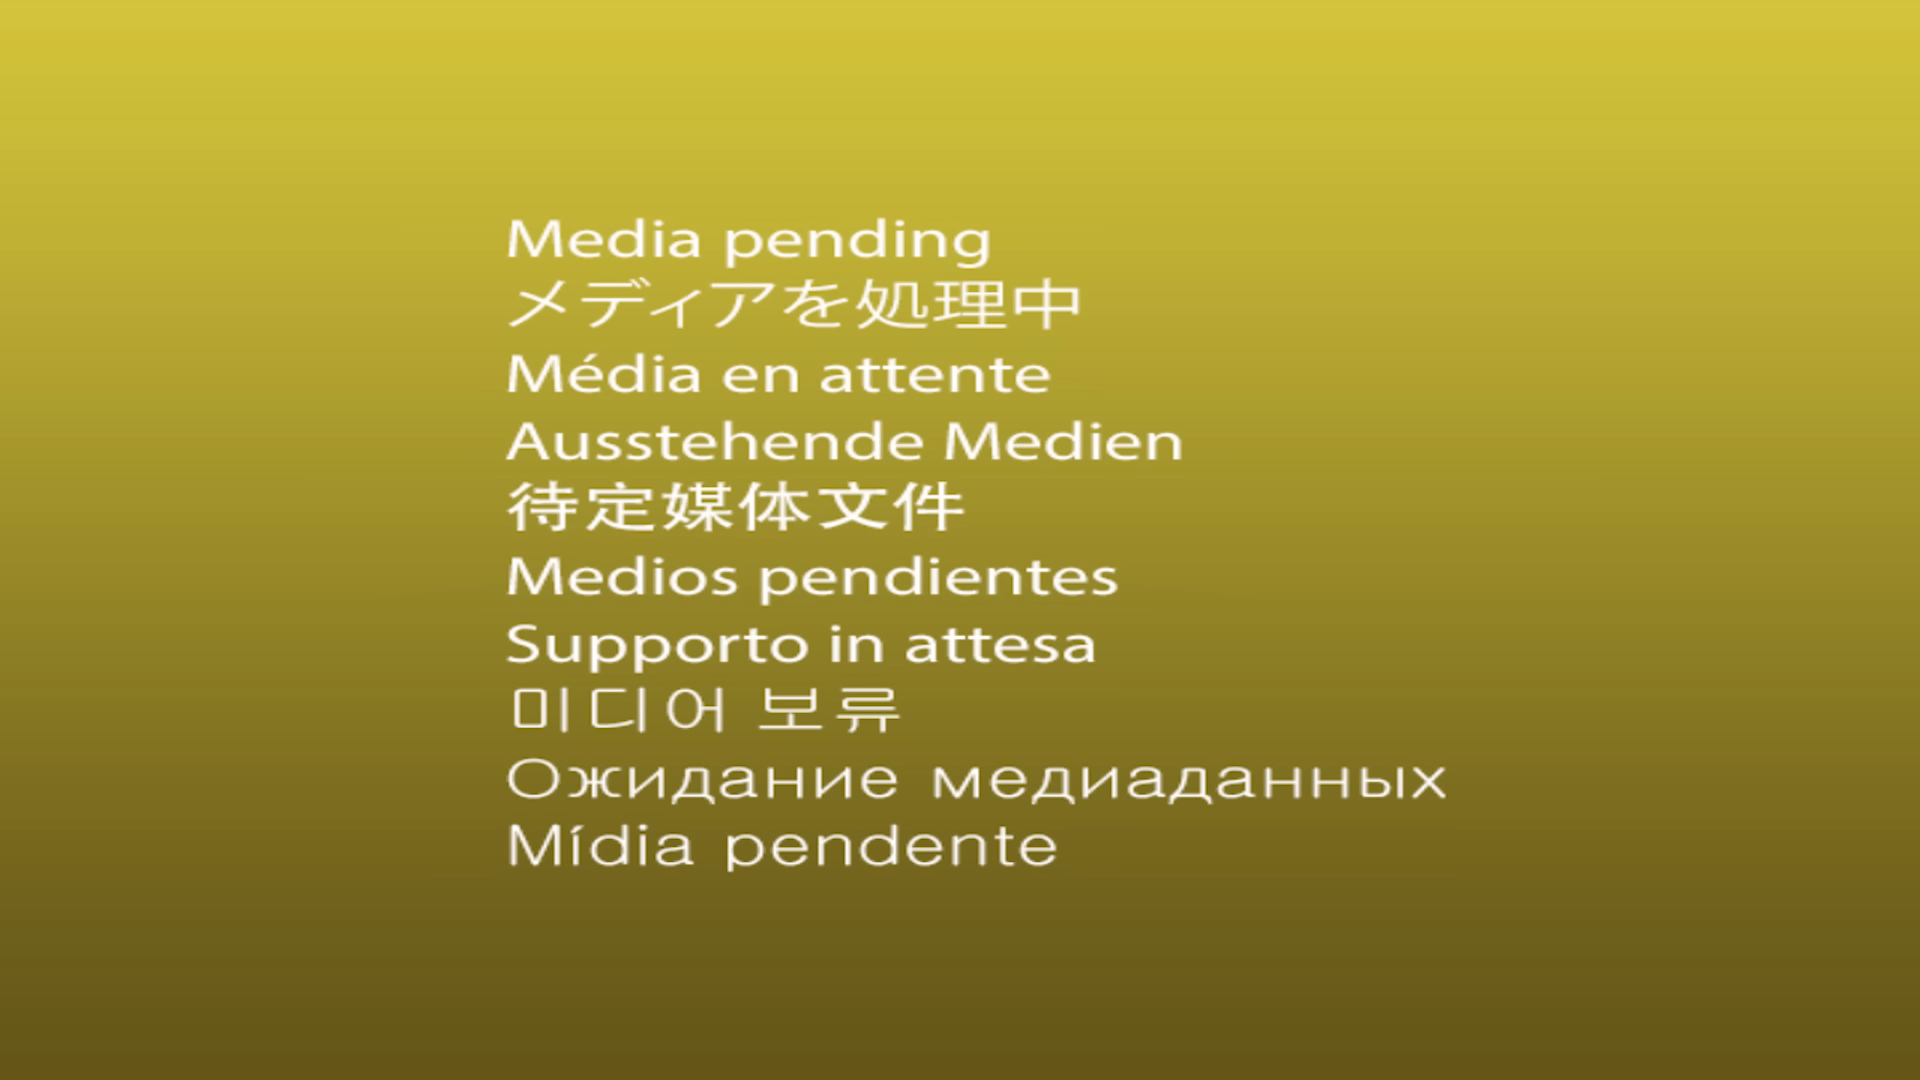 Media pending
メディアを処理中
Média en attente
Ausstehende Medien
待定媒体文件
Medios pendientes
Supporto in attesa
미디어 보류
Ожидание медиаданных
Mídia pendente